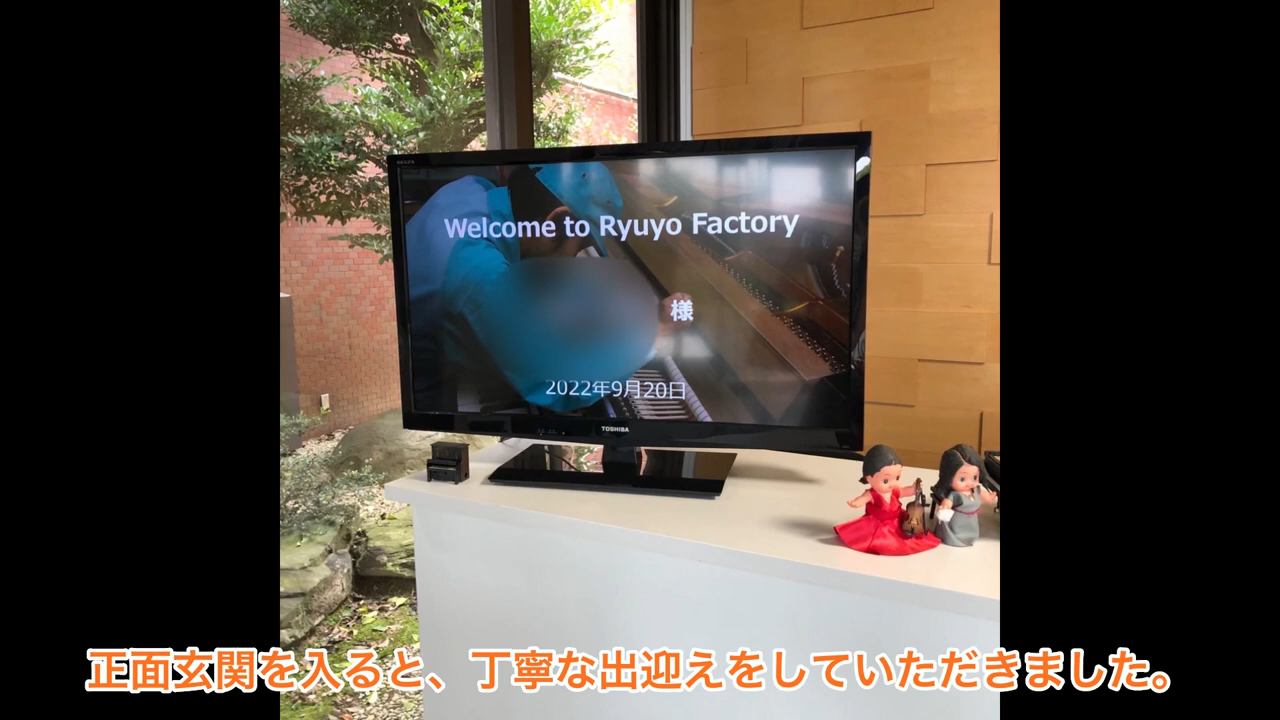 REGZA
Welcome to Ryuyo Factory
様
2022年9月20日
TOSHIBA
正面玄関を入ると、丁寧な出迎えをしていただきました。